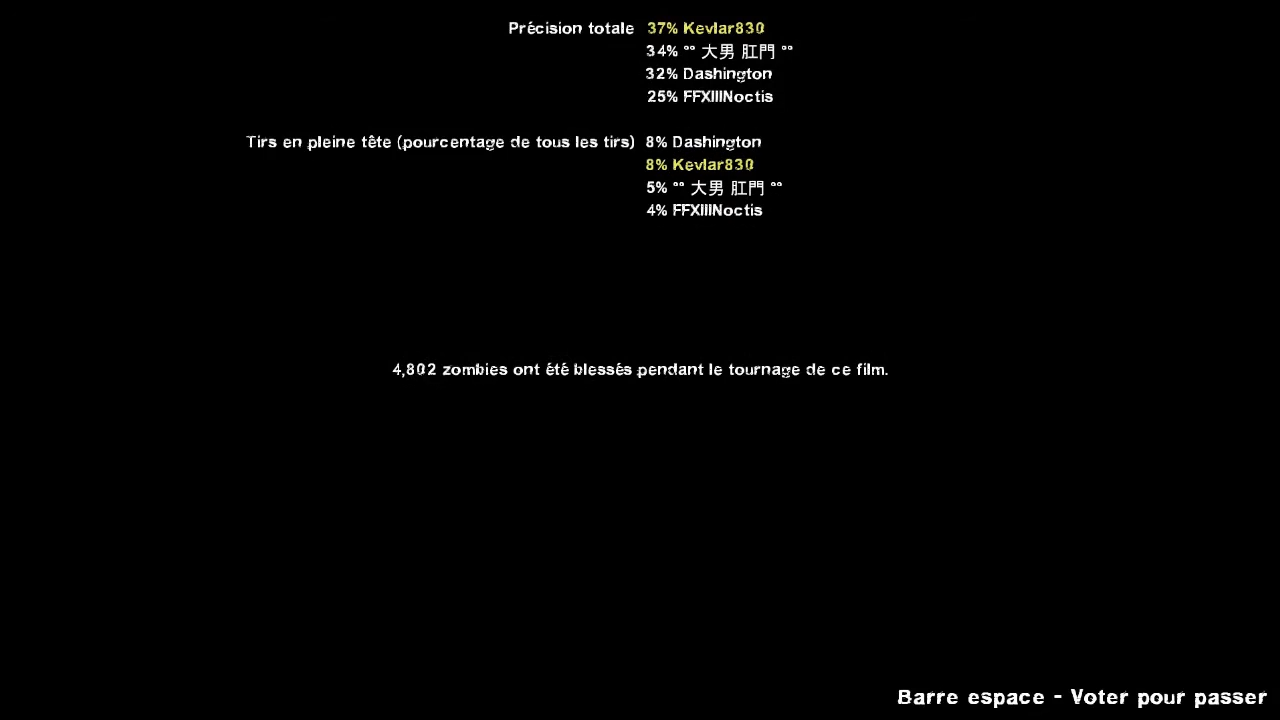 Précision totale 37% Kevlar830
34% °° 大男 肛門 °°
32% Dashington
25% FFXIIINoctis
Tirs en pleine tête (pourcentage de tous les tirs) 8% Dashington
8% Kevlar830
5% °° 大男 肛門 °°
4% FFXIIINoctis
4,802 zombies ont été blessés pendant le tournage de ce film.
Barre espace - Voter pour passer